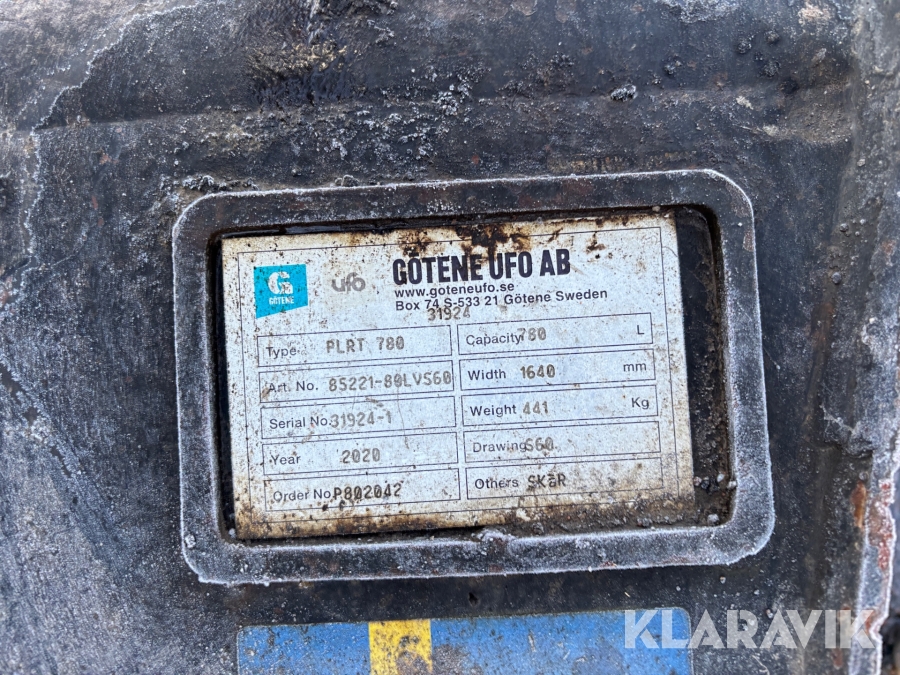 G
GÖTENE
ufo
GÖTENE UFO AB
www.goteneufo.se
Box 74 S-533 21 Götene Sweden
31924
Type PLRT 780
Capacity 780 L
Art. No. 85221-80LVS60
Width 1640 mm
Serial No. 31924-1
Weight 441 Kg
Year 2020
Drawing S60
Order No. P802042
Others SKÄR
KLARAVIK